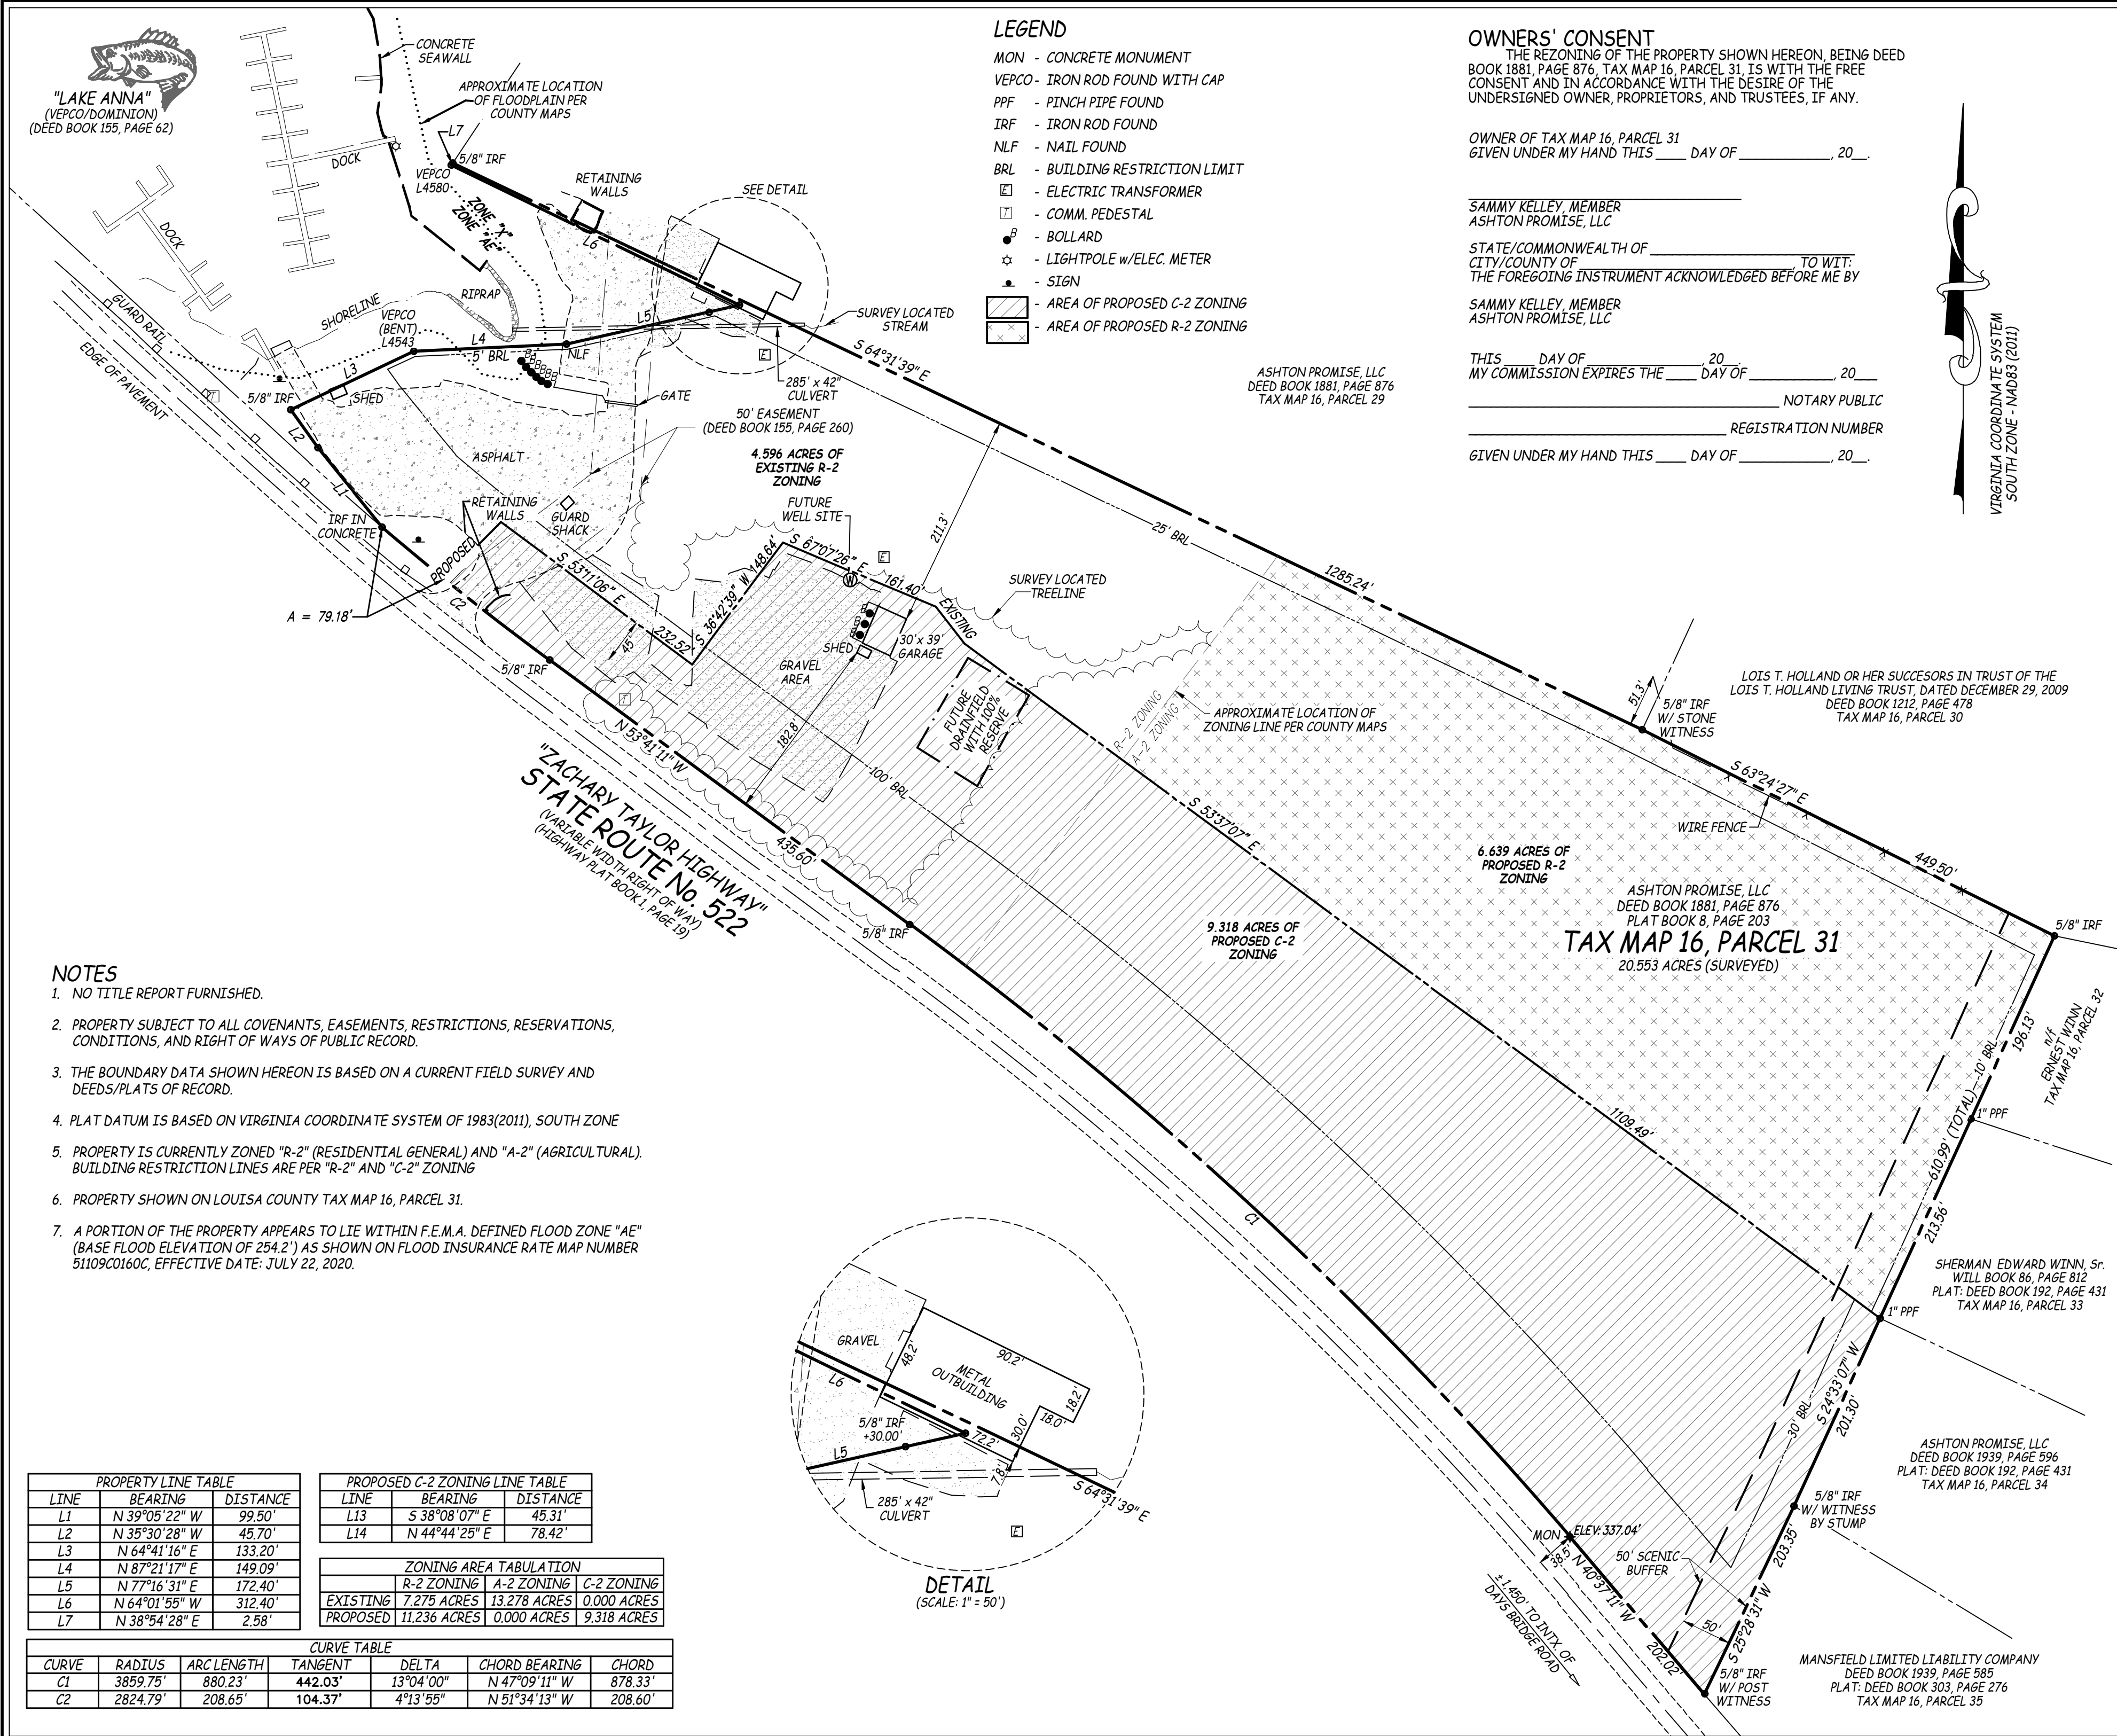 "LAKE ANNA"
(VEPCO/DOMINION)
(DEED BOOK 155, PAGE 62)
CONCRETE
SEAWALL
APPROXIMATE LOCATION
OF FLOODPLAIN PER
COUNTY MAPS
L7
5/8" IRF
VEPCO
L4580
DOCK
DOCK
ZONE "X"
ZONE "AE"
RETAINING
WALLS
L6
SEE DETAIL
RIPRAP
SHORELINE
GUARD RAIL
EDGE OF PAVEMENT
VEPCO
(BENT)
L4543
L4
5' BRL
NLF
L5
B
B
B
B
B
B
SURVEY LOCATED
STREAM
E
285' x 42"
CULVERT
GATE
L3
SHED
5/8" IRF
T
L2
L1
ASPHALT
50' EASEMENT
(DEED BOOK 155, PAGE 260)
4.596 ACRES OF
EXISTING R-2
ZONING
FUTURE
WELL SITE
RETAINING
WALLS
GUARD
SHACK
IRF IN
CONCRETE
PROPOSED
A = 79.18'
C2
S 53°11'06" E
232.52'
S 36°42'39" W 148.64'
S 67°07'26" E
161.40'
W
E
EXISTING
SURVEY LOCATED
TREELINE
211.3'
25' BRL
S 64°31'39" E
1285.24'
45'
5/8" IRF
T
SHED
B
B
B
30' x 39'
GARAGE
GRAVEL
AREA
182.8'
FUTURE
DRAINFIELD
WITH 100%
RESERVE
R-2 ZONING
A-2 ZONING
APPROXIMATE LOCATION OF
ZONING LINE PER COUNTY MAPS
N 53°41'11" W
435.60'
100' BRL
"ZACHARY TAYLOR HIGHWAY"
STATE ROUTE No. 522
(VARIABLE WIDTH RIGHT OF WAY)
(HIGHWAY PLAT BOOK 1, PAGE 19)
5/8" IRF
LEGEND
MON - CONCRETE MONUMENT
VEPCO - IRON ROD FOUND WITH CAP
PPF - PINCH PIPE FOUND
IRF - IRON ROD FOUND
NLF - NAIL FOUND
BRL - BUILDING RESTRICTION LIMIT
E - ELECTRIC TRANSFORMER
T - COMM. PEDESTAL
B - BOLLARD
- LIGHTPOLE w/ELEC. METER
- SIGN
- AREA OF PROPOSED C-2 ZONING
- AREA OF PROPOSED R-2 ZONING
ASHTON PROMISE, LLC
DEED BOOK 1881, PAGE 876
TAX MAP 16, PARCEL 29
OWNERS' CONSENT
THE REZONING OF THE PROPERTY SHOWN HEREON, BEING DEED
BOOK 1881, PAGE 876, TAX MAP 16, PARCEL 31, IS WITH THE FREE
CONSENT AND IN ACCORDANCE WITH THE DESIRE OF THE
UNDERSIGNED OWNER, PROPRIETORS, AND TRUSTEES, IF ANY.
OWNER OF TAX MAP 16, PARCEL 31
GIVEN UNDER MY HAND THIS ____ DAY OF ____________, 20__.
SAMMY KELLEY, MEMBER
ASHTON PROMISE, LLC
STATE/COMMONWEALTH OF ___________________________
CITY/COUNTY OF ____________________________ TO WIT:
THE FOREGOING INSTRUMENT ACKNOWLEDGED BEFORE ME BY
SAMMY KELLEY, MEMBER
ASHTON PROMISE, LLC
THIS ____ DAY OF ______________, 20__.
MY COMMISSION EXPIRES THE ____ DAY OF ___________, 20___
________________________________ NOTARY PUBLIC
__________________________ REGISTRATION NUMBER
GIVEN UNDER MY HAND THIS ____ DAY OF ____________, 20__.
VIRGINIA COORDINATE SYSTEM
SOUTH ZONE - NAD83 (2011)
51.3'
5/8" IRF
W/ STONE
WITNESS
LOIS T. HOLLAND OR HER SUCCESORS IN TRUST OF THE
LOIS T. HOLLAND LIVING TRUST, DATED DECEMBER 29, 2009
DEED BOOK 1212, PAGE 478
TAX MAP 16, PARCEL 30
S 63°24'27" E
449.50'
WIRE FENCE
S 53°37'07" E
1109.49'
6.639 ACRES OF
PROPOSED R-2
ZONING
ASHTON PROMISE, LLC
DEED BOOK 1881, PAGE 876
PLAT BOOK 8, PAGE 203
TAX MAP 16, PARCEL 31
20.553 ACRES (SURVEYED)
9.318 ACRES OF
PROPOSED C-2
ZONING
5/8" IRF
196.13'
n/f
ERNEST WINN
TAX MAP 16, PARCEL 32
10' BRL
1" PPF
610.99' (TOTAL)
213.56'
SHERMAN EDWARD WINN, Sr.
WILL BOOK 86, PAGE 812
PLAT: DEED BOOK 192, PAGE 431
TAX MAP 16, PARCEL 33
1" PPF
S 24°33'07" W
201.30'
30' BRL
ASHTON PROMISE, LLC
DEED BOOK 1939, PAGE 596
PLAT: DEED BOOK 192, PAGE 431
TAX MAP 16, PARCEL 34
5/8" IRF
W/ WITNESS
BY STUMP
203.35'
S 25°28'31" W
50' SCENIC
BUFFER
50'
C1
MON
ELEV: 337.04'
38.5'
N 40°37'11" W
202.02'
±1,450' TO INTX. OF
DAYS BRIDGE ROAD
5/8" IRF
W/ POST
WITNESS
MANSFIELD LIMITED LIABILITY COMPANY
DEED BOOK 1939, PAGE 585
PLAT: DEED BOOK 303, PAGE 276
TAX MAP 16, PARCEL 35
NOTES
1. NO TITLE REPORT FURNISHED.
2. PROPERTY SUBJECT TO ALL COVENANTS, EASEMENTS, RESTRICTIONS, RESERVATIONS,
CONDITIONS, AND RIGHT OF WAYS OF PUBLIC RECORD.
3. THE BOUNDARY DATA SHOWN HEREON IS BASED ON A CURRENT FIELD SURVEY AND
DEEDS/PLATS OF RECORD.
4. PLAT DATUM IS BASED ON VIRGINIA COORDINATE SYSTEM OF 1983(2011), SOUTH ZONE
5. PROPERTY IS CURRENTLY ZONED "R-2" (RESIDENTIAL GENERAL) AND "A-2" (AGRICULTURAL).
BUILDING RESTRICTION LINES ARE PER "R-2" AND "C-2" ZONING
6. PROPERTY SHOWN ON LOUISA COUNTY TAX MAP 16, PARCEL 31.
7. A PORTION OF THE PROPERTY APPEARS TO LIE WITHIN F.E.M.A. DEFINED FLOOD ZONE "AE"
(BASE FLOOD ELEVATION OF 254.2') AS SHOWN ON FLOOD INSURANCE RATE MAP NUMBER
51109C0160C, EFFECTIVE DATE: JULY 22, 2020.
GRAVEL
48.2'
90.2'
METAL
OUTBUILDING
18.2'
18.0'
30.0'
L6
5/8" IRF
+30.00'
72.2'
L5
7.8'
S 64°31'39" E
285' x 42"
CULVERT
E
DETAIL
(SCALE: 1" = 50')
PROPERTY LINE TABLE
LINE BEARING DISTANCE
L1 N 39°05'22" W 99.50'
L2 N 35°30'28" W 45.70'
L3 N 64°41'16" E 133.20'
L4 N 87°21'17" E 149.09'
L5 N 77°16'31" E 172.40'
L6 N 64°01'55" W 312.40'
L7 N 38°54'28" E 2.58'
PROPOSED C-2 ZONING LINE TABLE
LINE BEARING DISTANCE
L13 S 38°08'07" E 45.31'
L14 N 44°44'25" E 78.42'
ZONING AREA TABULATION
R-2 ZONING A-2 ZONING C-2 ZONING
EXISTING 7.275 ACRES 13.278 ACRES 0.000 ACRES
PROPOSED 11.236 ACRES 0.000 ACRES 9.318 ACRES
CURVE TABLE
CURVE RADIUS ARC LENGTH TANGENT DELTA CHORD BEARING CHORD
C1 3859.75' 880.23' 442.03' 13°04'00" N 47°09'11" W 878.33'
C2 2824.79' 208.65' 104.37' 4°13'55" N 51°34'13" W 208.60'